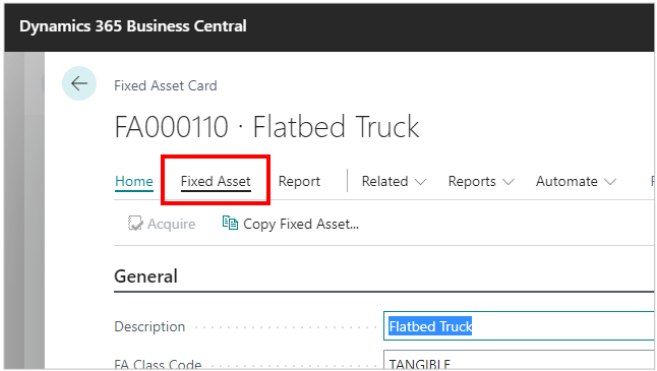 Dynamics 365 Business Central
Fixed Asset Card
FA000110 · Flatbed Truck
Home Fixed Asset Report Related Reports Automate
Acquire Copy Fixed Asset...
General
Description Flatbed Truck
FA Class Code TANGIBLE